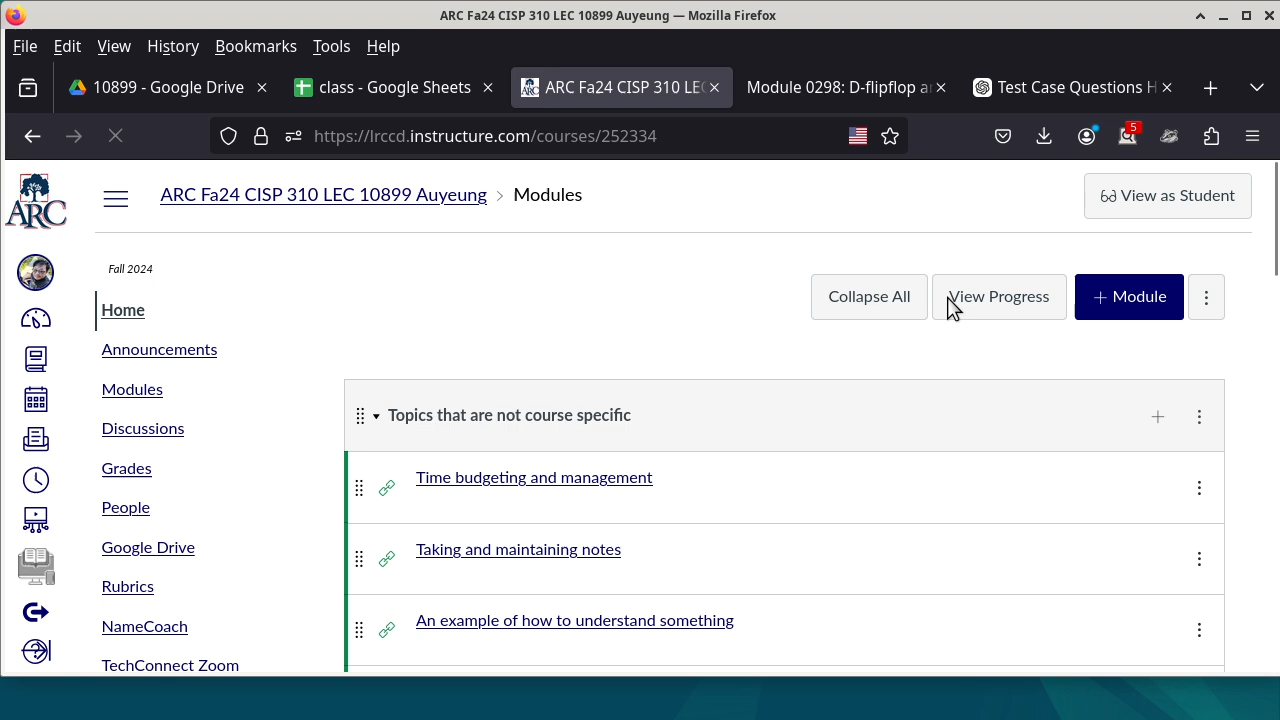 ARC Fa24 CISP 310 LEC 10899 Auyeung — Mozilla Firefox
File Edit View History Bookmarks Tools Help
10899 - Google Drive
class - Google Sheets
ARC Fa24 CISP 310 LEC
Module 0298: D-flipflop a
Test Case Questions H
https://lrccd.instructure.com/courses/252334
5
ARC
ARC Fa24 CISP 310 LEC 10899 Auyeung > Modules
View as Student
Fall 2024
Collapse All
View Progress
+ Module
Home
Announcements
Modules
Discussions
Grades
People
Google Drive
Rubrics
NameCoach
TechConnect Zoom
Topics that are not course specific
Time budgeting and management
Taking and maintaining notes
An example of how to understand something